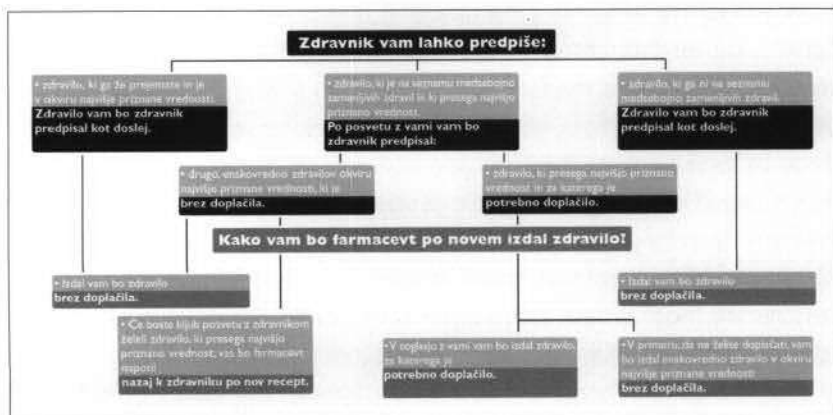 Zdravnik vam lahko predpiše:
• zdravilo, ki ga že prejemate in je
v okviru najvišje priznane vrednosti.
Zdravilo vam bo zdravnik
predpisal kot doslej.
• zdravilo, ki je na seznamu medsebojno
zamenljivih zdravil in ki presega najvišjo
priznano vrednost.
Po posvetu z vami vam bo
zdravnik predpisal:
• zdravilo, ki ga ni na seznamu
medsebojno zamenljivih zdravil.
Zdravilo vam bo zdravnik
predpisal kot doslej.
• drugo, enakovredno zdravilo v okviru
najvišje priznane vrednosti, ki je
brez doplačila.
• zdravilo, ki presega najvišjo priznano
vrednost in za katerega je
potrebno doplačilo.
Kako vam bo farmacevt po novem izdal zdravilo?
• Izdal vam bo zdravilo
brez doplačila.
• Izdal vam bo zdravilo
brez doplačila.
• Če boste kljub posvetu z zdravnikom
želeli zdravilo, ki presega najvišjo
priznano vrednost, vas bo farmacevt
napotil
nazaj k zdravniku po nov recept.
• V soglasju z vami vam bo izdal zdravilo,
za katerega je
potrebno doplačilo.
• V primeru, da ne želite doplačati, vam
bo izdal enakovredno zdravilo v okviru
najvišje priznane vrednosti
brez doplačila.